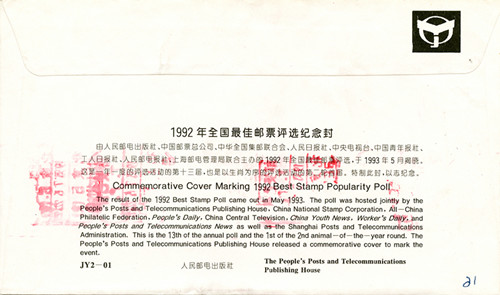 1992年全国最佳邮票评选纪念封
由人民邮电出版社、中国邮票总公司、中华全国集邮联合会、人民日报社、中央电视台、中国青年报社、
工人日报社、人民邮电报社、上海邮电管理局联合主办的1992年全国最佳邮票评选,于1993年5月揭晓。
这是一年一度的评选活动的第十三届,也是以生肖为序的评选活动的第二轮首届。特制此封,以志纪念。
Commemorative Cover Marking 1992 Best Stamp Popularity Poll
The result of the 1992 Best Stamp Poll came out in May 1993. The poll was hosted jointly by the
People's Posts and Telecommunications Publishing House, China National Stamp Corporation, All—China
Philatelic Federation, People's Daily, China Central Television, China Youth News, Worker's Daily, and
People's Posts and Telecommunications News as well as the Shanghai Posts and Telecommunications
Administration. This is the 13th of the annual poll and the 1st of the 2nd animal—of—the—year round. The
People's Posts and Telecommunications Publishing House released a commemorative cover to mark the
event.
JY2—01 人民邮电出版社 The People's Posts and Telecommunications
Publishing House
21